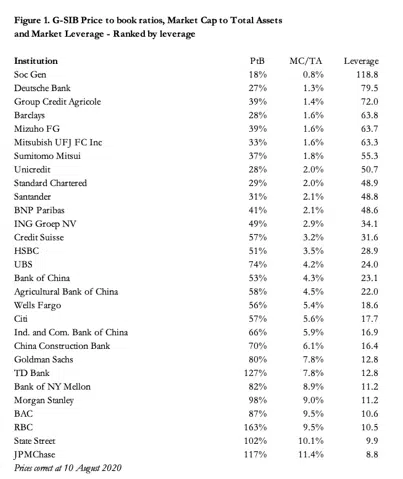 Figure 1. G-SIB Price to book ratios, Market Cap to Total Assets
and Market Leverage - Ranked by leverage
Institution PtB MC/TA Leverage
Soc Gen 18% 0.8% 118.8
Deutsche Bank 27% 1.3% 79.5
Group Credit Agricole 39% 1.4% 72.0
Barclays 28% 1.6% 63.8
Mizuho FG 39% 1.6% 63.7
Mitsubish UFJ FC Inc 33% 1.6% 63.3
Sumitomo Mitsui 37% 1.8% 55.3
Unicredit 28% 2.0% 50.7
Standard Chartered 29% 2.0% 48.9
Santander 31% 2.1% 48.8
BNP Paribas 41% 2.1% 48.6
ING Groep NV 49% 2.9% 34.1
Credit Suisse 57% 3.2% 31.6
HSBC 51% 3.5% 28.9
UBS 74% 4.2% 24.0
Bank of China 53% 4.3% 23.1
Agricultural Bank of China 58% 4.5% 22.0
Wells Fargo 56% 5.4% 18.6
Citi 57% 5.6% 17.7
Ind. and Com. Bank of China 66% 5.9% 16.9
China Construction Bank 70% 6.1% 16.4
Goldman Sachs 80% 7.8% 12.8
TD Bank 127% 7.8% 12.8
Bank of NY Mellon 82% 8.9% 11.2
Morgan Stanley 98% 9.0% 11.2
BAC 87% 9.5% 10.6
RBC 163% 9.5% 10.5
State Street 102% 10.1% 9.9
JPMChase 117% 11.4% 8.8
Prices correct at 10 August 2020